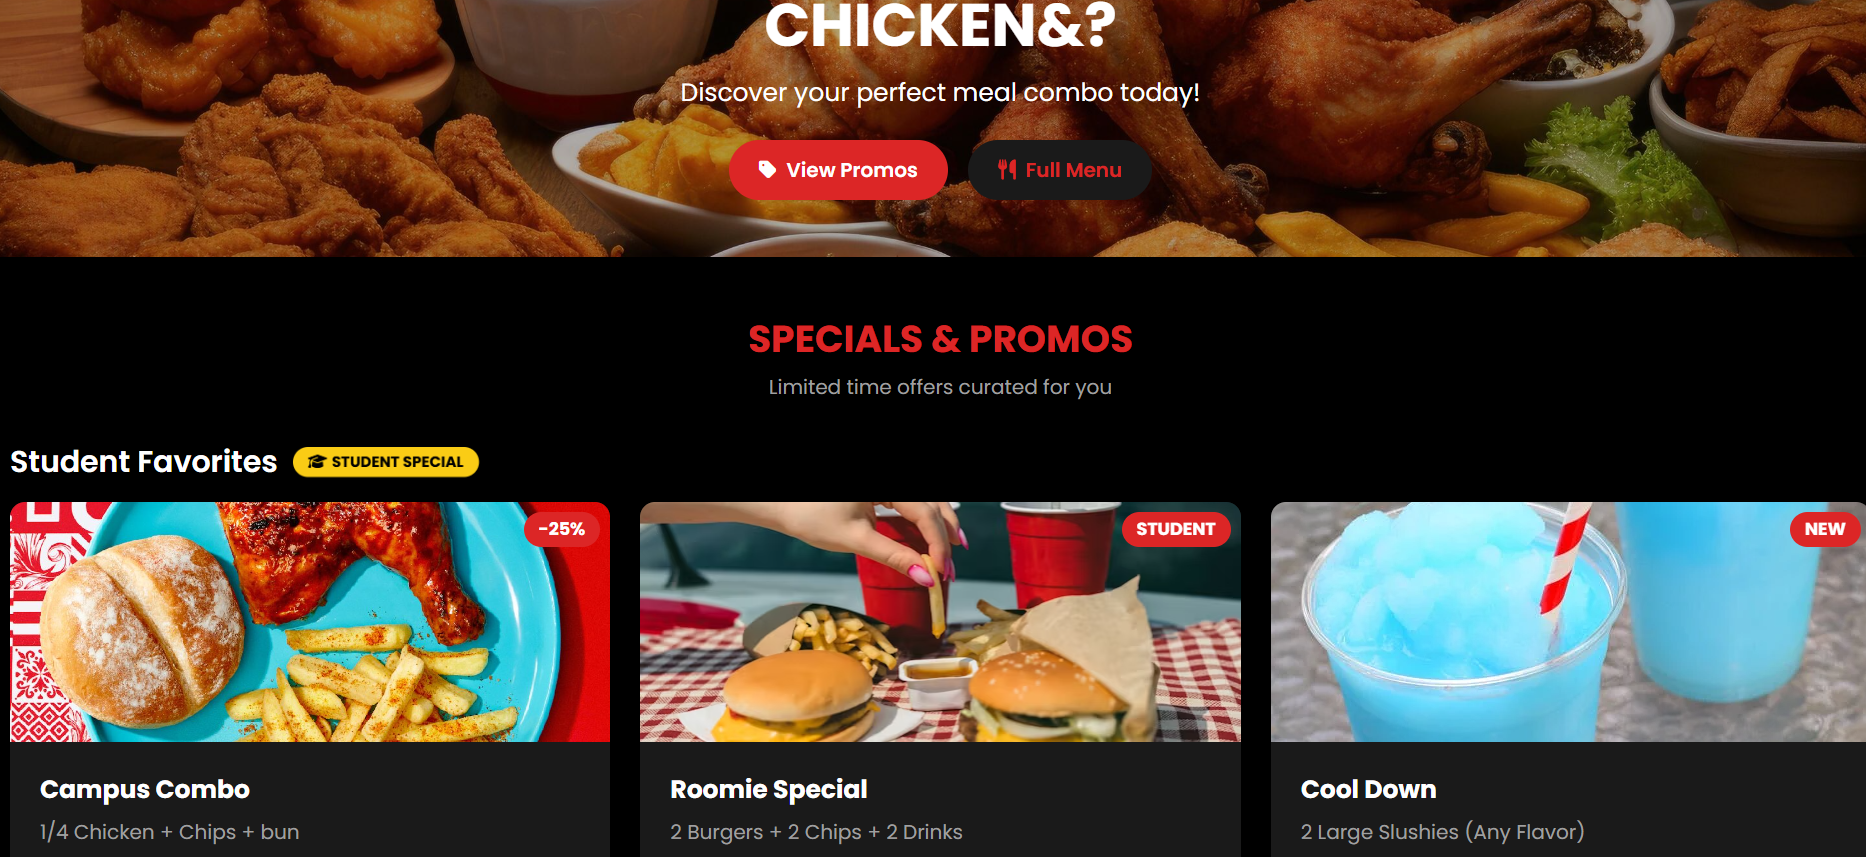 CHICKEN&?
Discover your perfect meal combo today!
View Promos
Full Menu
SPECIALS & PROMOS
Limited time offers curated for you
Student Favorites
STUDENT SPECIAL
-25%
STUDENT
NEW
Campus Combo
1/4 Chicken + Chips + bun
Roomie Special
2 Burgers + 2 Chips + 2 Drinks
Cool Down
2 Large Slushies (Any Flavor)